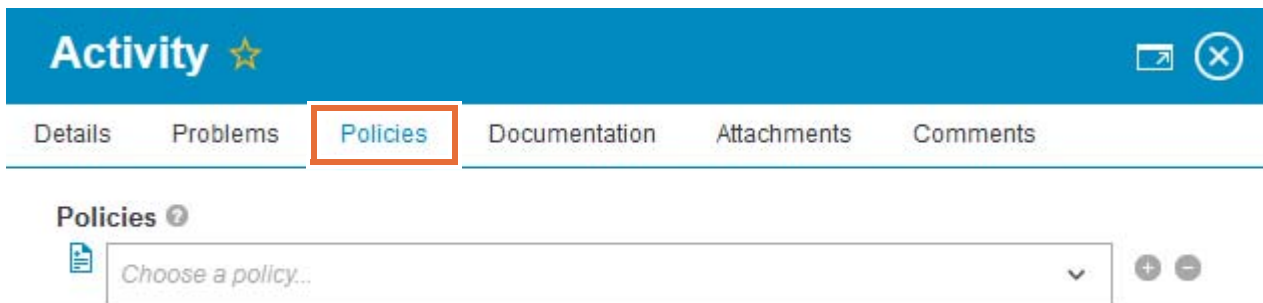 Activity
Details Problems Policies Documentation Attachments Comments
Policies
Choose a policy...